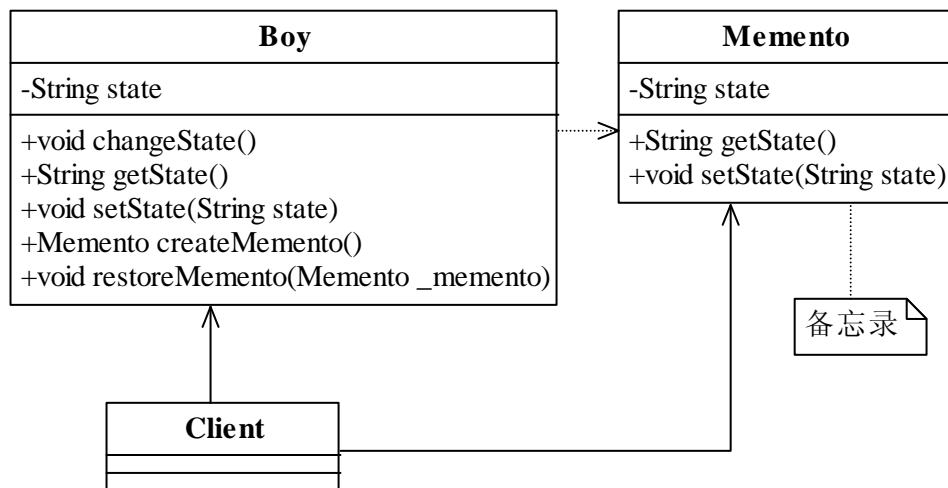 Boy
-String state
+void changeState()
+String getState()
+void setState(String state)
+Memento createMemento()
+void restoreMemento(Memento _memento)
Memento
-String state
+String getState()
+void setState(String state)
备忘录
Client